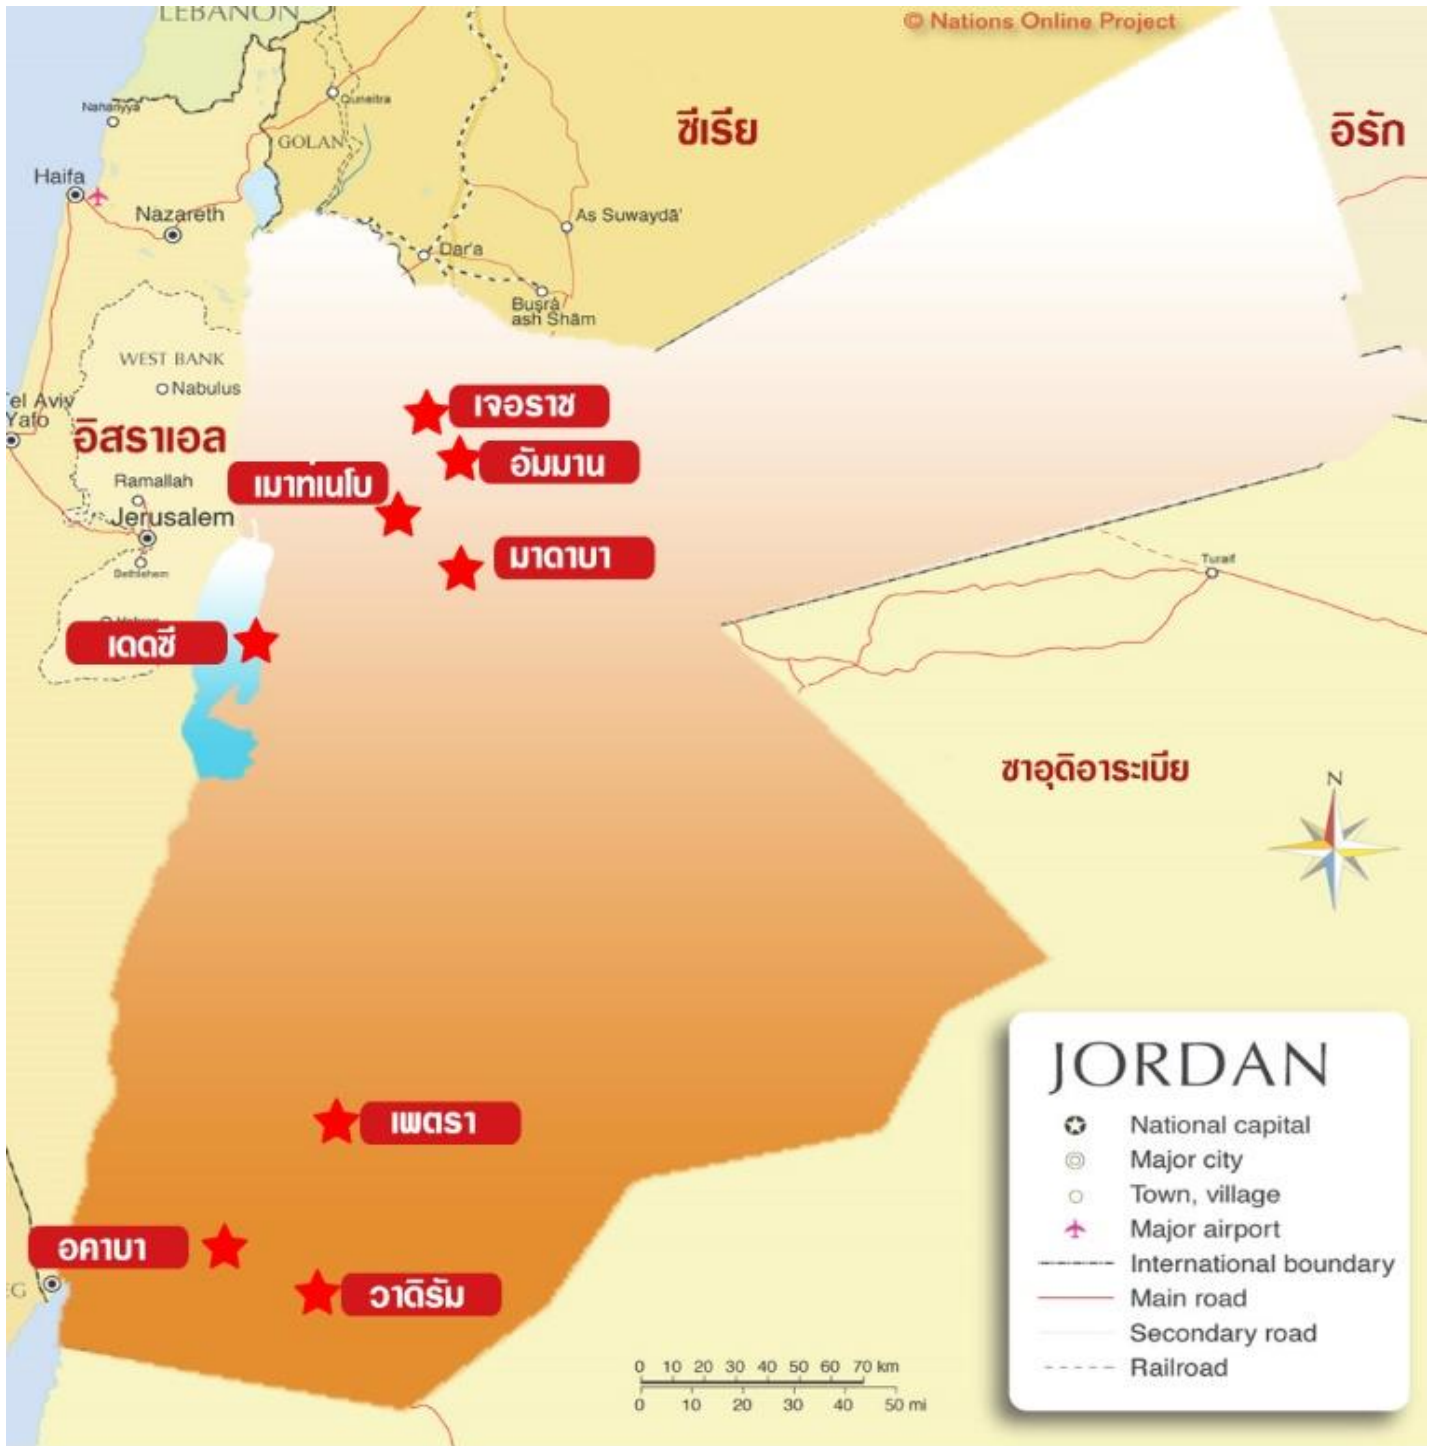 LEBANON
© Nations Online Project
Nahariyya
Quneitra
GOLAN
ซีเรีย
อิรัก
Haifa
Nazareth
As Suwaydā'
Dar'a
Buṣrá
ash Shām
WEST BANK
Nabulus
el Aviv
Yafo
อิสราเอล
เจอราช
อัมมาน
เมาท์เนโบ
Ramallah
Jerusalem
มาดาบา
Bethlehem
Turaif
เดดซี
ซาอุดิอาระเบีย
N
JORDAN
National capital
Major city
Town, village
Major airport
International boundary
Main road
Secondary road
Railroad
เพตรา
อคาบา
วาดิรัม
0 10 20 30 40 50 60 70 km
0 10 20 30 40 50 mi